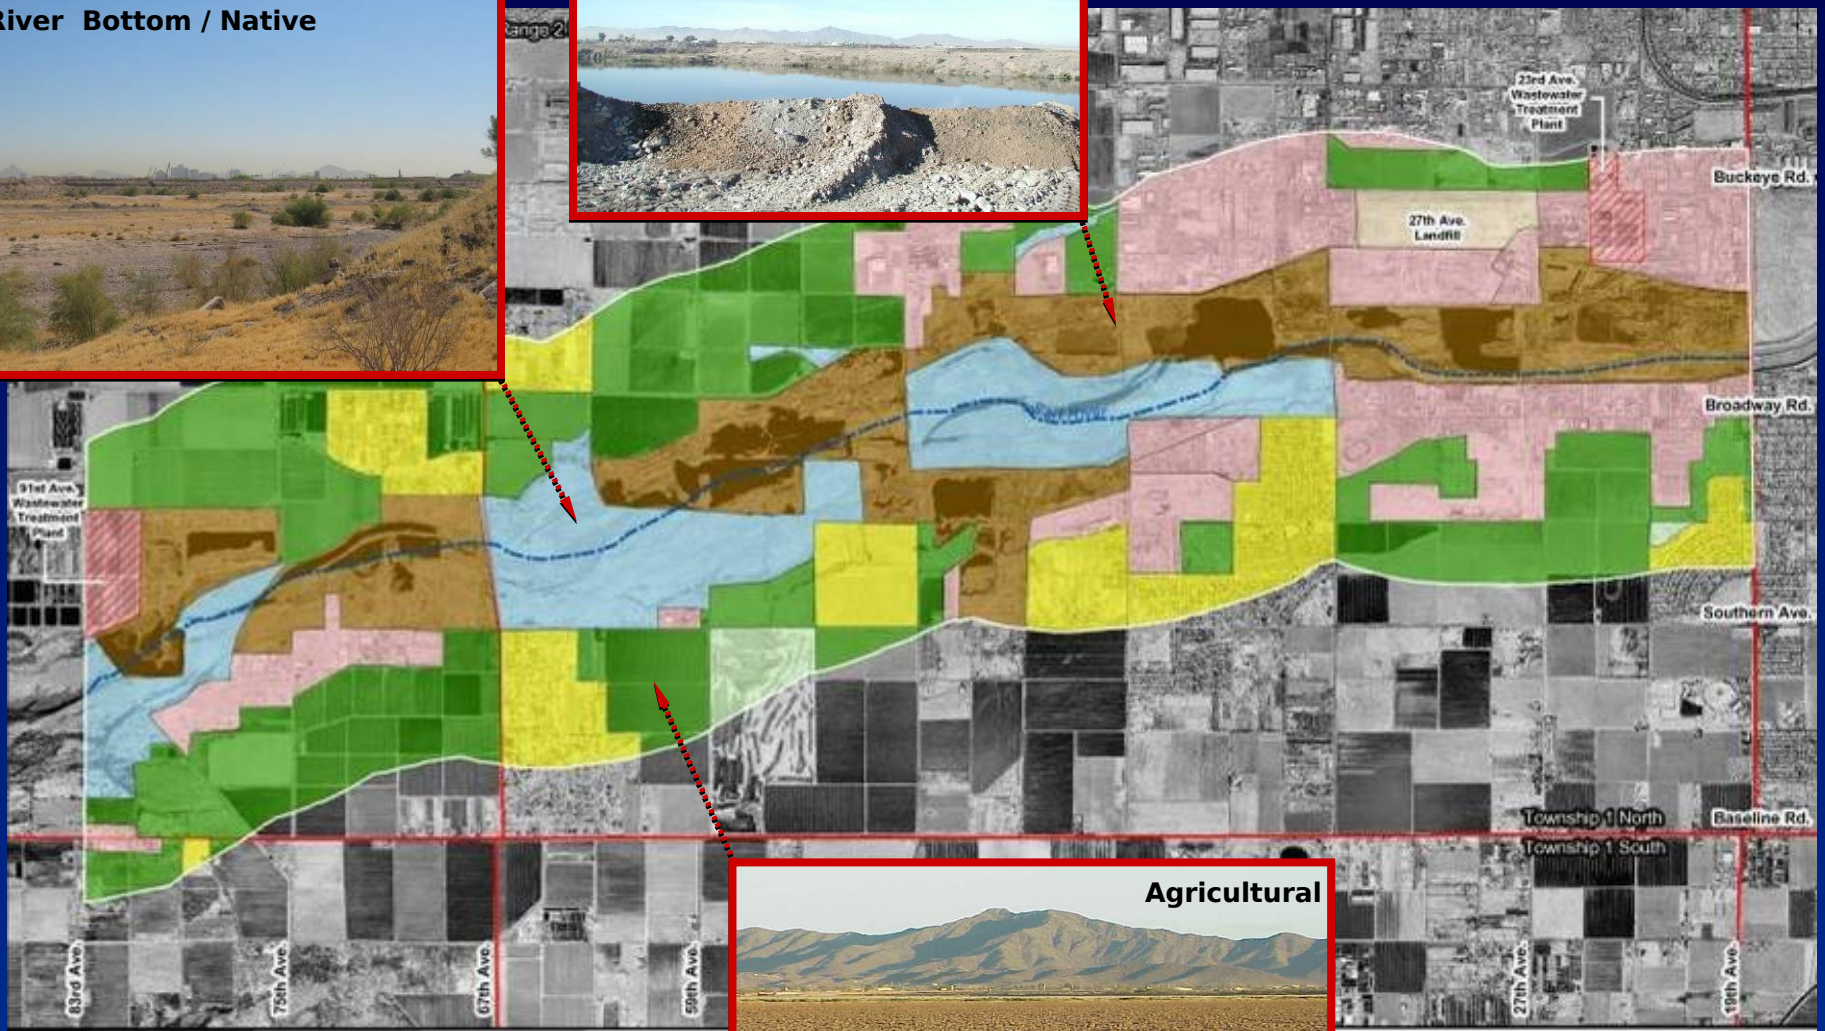 River Bottom / Native
Range 2
23rd Ave.
Wastewater
Treatment
Plant
Buckeye Rd.
27th Ave.
Landfill
Broadway Rd.
91st Ave.
Wastewater
Treatment
Plant
Southern Ave.
Township 1 North
Baseline Rd.
Township 1 South
Agricultural
83rd Ave.
75th Ave.
67th Ave.
59th Ave.
27th Ave.
19th Ave.